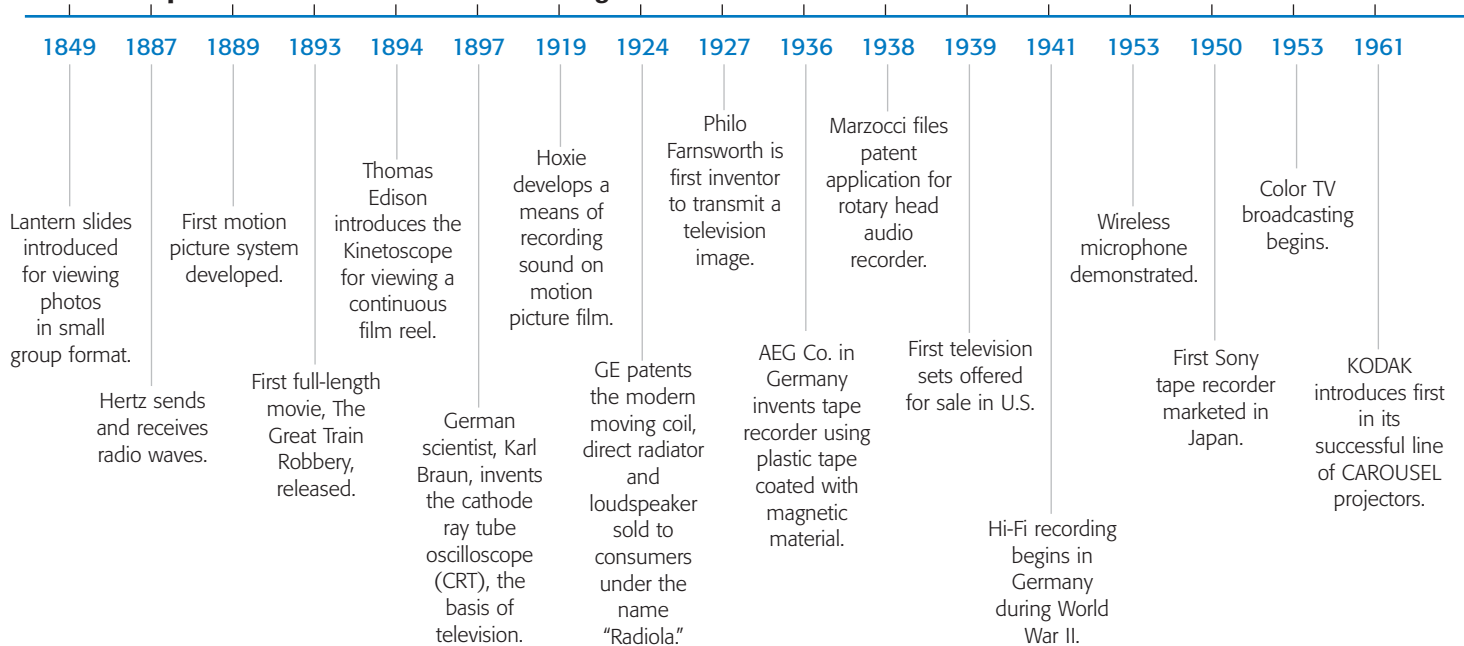 1849 1887 1889 1893 1894 1897 1919 1924 1927 1936 1938 1939 1941 1953 1950 1953 1961
Lantern slides
introduced
for viewing
photos
in small
group format.
Hertz sends
and receives
radio waves.
First motion
picture system
developed.
First full-length
movie, The
Great Train
Robbery,
released.
Thomas
Edison
introduces the
Kinetoscope
for viewing a
continuous
film reel.
German
scientist, Karl
Braun, invents
the cathode
ray tube
oscilloscope
(CRT), the
basis of
television.
Hoxie
develops a
means of
recording
sound on
motion
picture film.
GE patents
the modern
moving coil,
direct radiator
and
loudspeaker
sold to
consumers
under the
name
“Radiola.”
Philo
Farnsworth is
first inventor
to transmit a
television
image.
AEG Co. in
Germany
invents tape
recorder using
plastic tape
coated with
magnetic
material.
Marzocci files
patent
application for
rotary head
audio
recorder.
First television
sets offered
for sale in U.S.
Hi-Fi recording
begins in
Germany
during World
War II.
Wireless
microphone
demonstrated.
First Sony
tape recorder
marketed in
Japan.
Color TV
broadcasting
begins.
KODAK
introduces first
in its
successful line
of CAROUSEL
projectors.